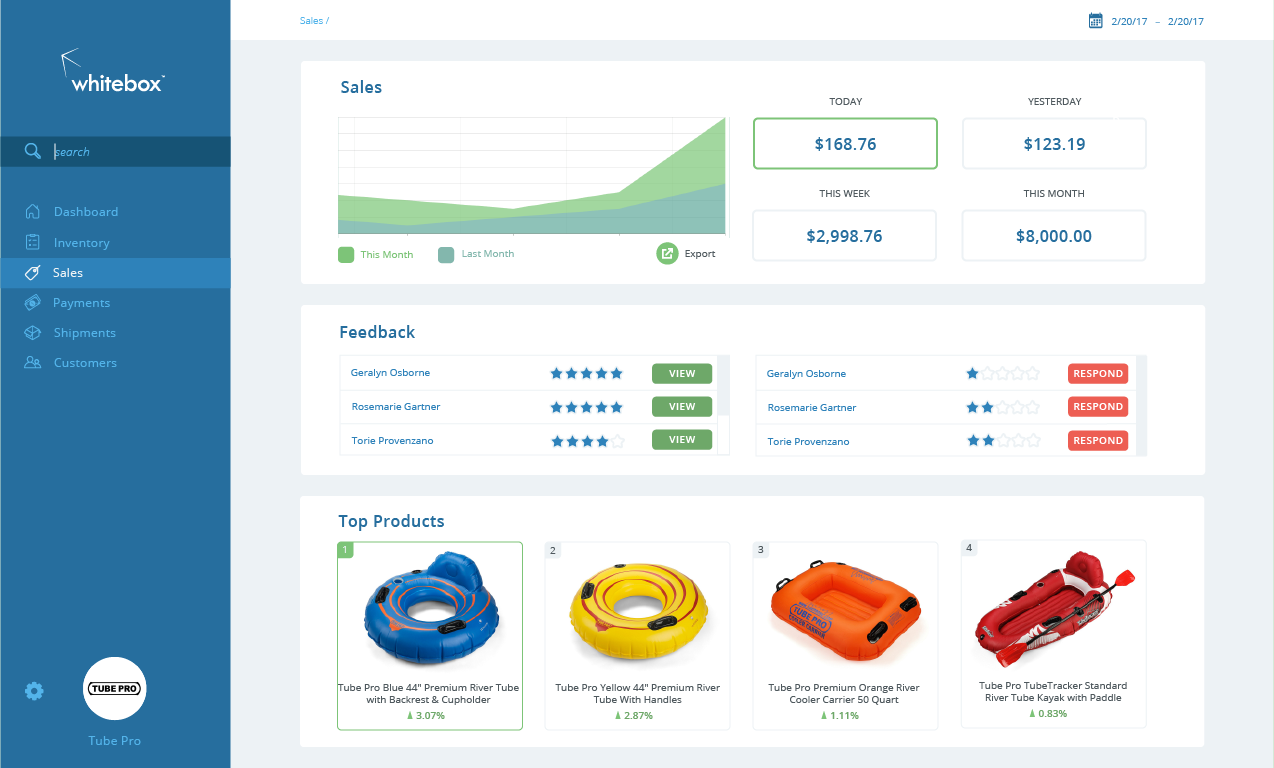 Sales /
2/20/17 – 2/20/17
whitebox™
search
Dashboard
Inventory
Sales
Payments
Shipments
Customers
TUBE PRO
Tube Pro
Sales
This Month
Last Month
Export
TODAY
$168.76
YESTERDAY
$123.19
THIS WEEK
$2,998.76
THIS MONTH
$8,000.00
Feedback
Geralyn Osborne
VIEW
Rosemarie Gartner
VIEW
Torie Provenzano
VIEW
Geralyn Osborne
RESPOND
Rosemarie Gartner
RESPOND
Torie Provenzano
RESPOND
Top Products
1
Tube Pro Blue 44" Premium River Tube
with Backrest & Cupholder
3.07%
2
Tube Pro Yellow 44" Premium River
Tube With Handles
2.87%
3
TUBE PRO
COOLER CARRIER
Tube Pro Premium Orange River
Cooler Carrier 50 Quart
1.11%
4
Tube Pro TubeTracker Standard
River Tube Kayak with Paddle
0.83%